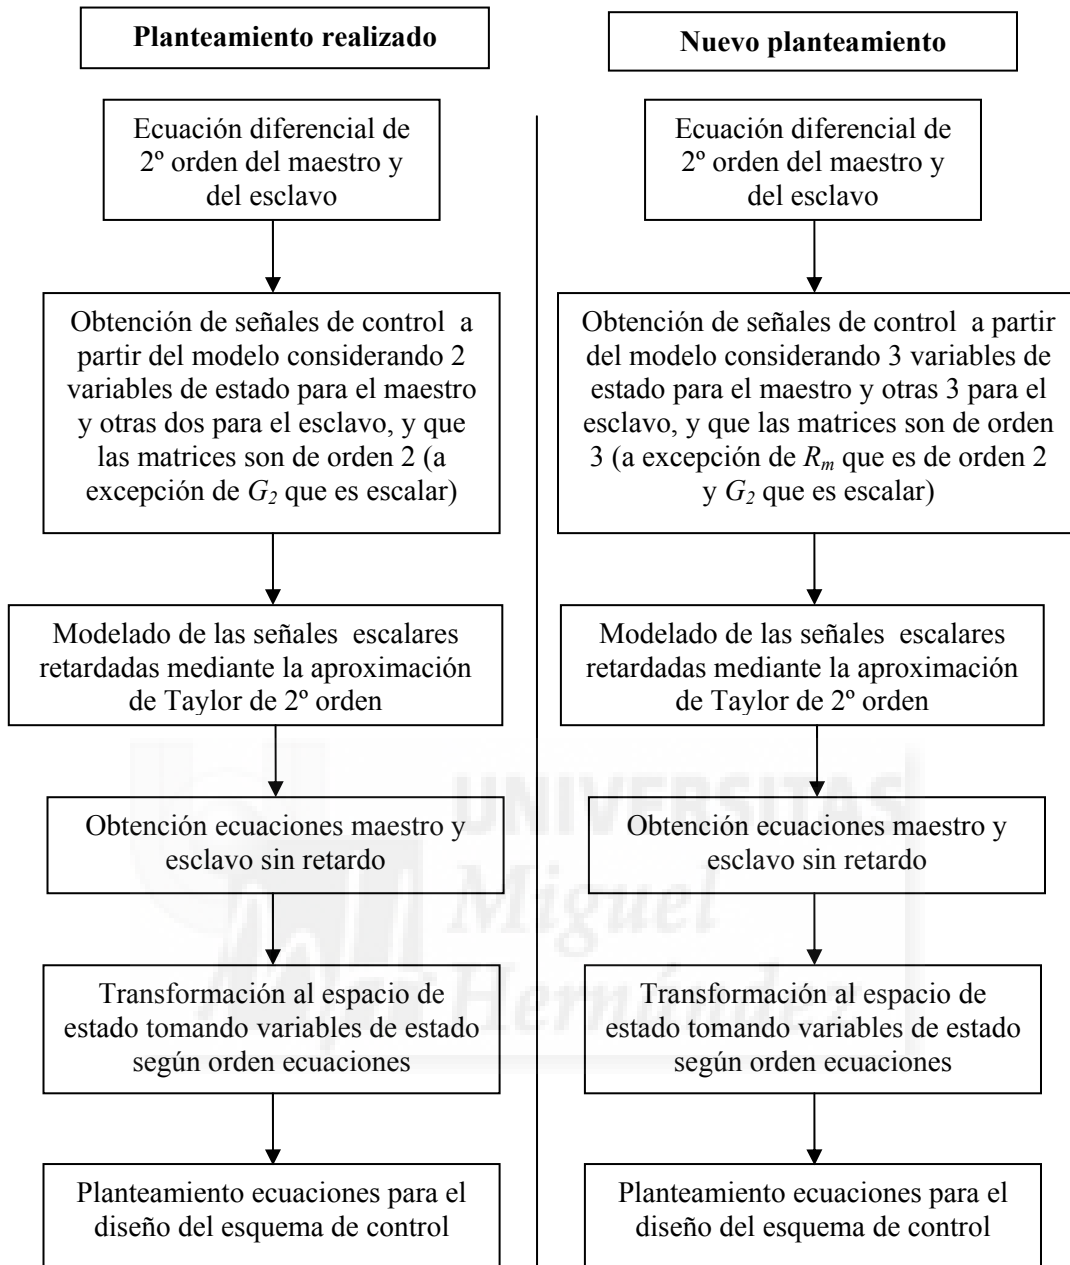 Planteamiento realizado
Ecuación diferencial de
2º orden del maestro y
del esclavo
Obtención de señales de control a
partir del modelo considerando 2
variables de estado para el maestro
y otras dos para el esclavo, y que
las matrices son de orden 2 (a
excepción de G2 que es escalar)
Modelado de las señales escalares
retardadas mediante la aproximación
de Taylor de 2º orden
Obtención ecuaciones maestro y
esclavo sin retardo
Transformación al espacio de
estado tomando variables de estado
según orden ecuaciones
Planteamiento ecuaciones para el
diseño del esquema de control
Nuevo planteamiento
Ecuación diferencial de
2º orden del maestro y
del esclavo
Obtención de señales de control a partir
del modelo considerando 3 variables de
estado para el maestro y otras 3 para el
esclavo, y que las matrices son de orden
3 (a excepción de Rm que es de orden 2
y G2 que es escalar)
Modelado de las señales escalares
retardadas mediante la aproximación
de Taylor de 2º orden
Obtención ecuaciones maestro y
esclavo sin retardo
Transformación al espacio de
estado tomando variables de estado
según orden ecuaciones
Planteamiento ecuaciones para el
diseño del esquema de control
UNIVERSITAS
Miguel
Hernández